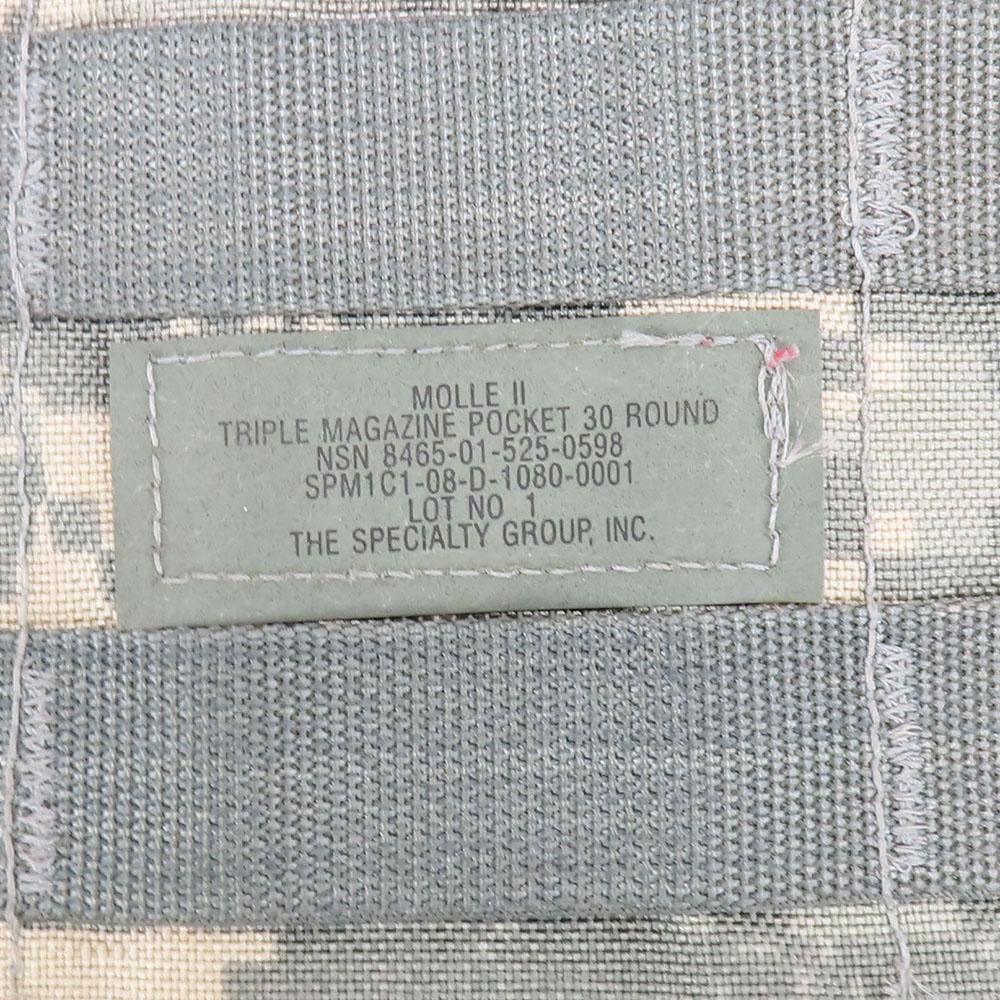 MOLLE II
TRIPLE MAGAZINE POCKET 30 ROUND
NSN 8465-01-525-0598
SPM1C1-08-D-1080-0001
LOT NO 1
THE SPECIALTY GROUP, INC.